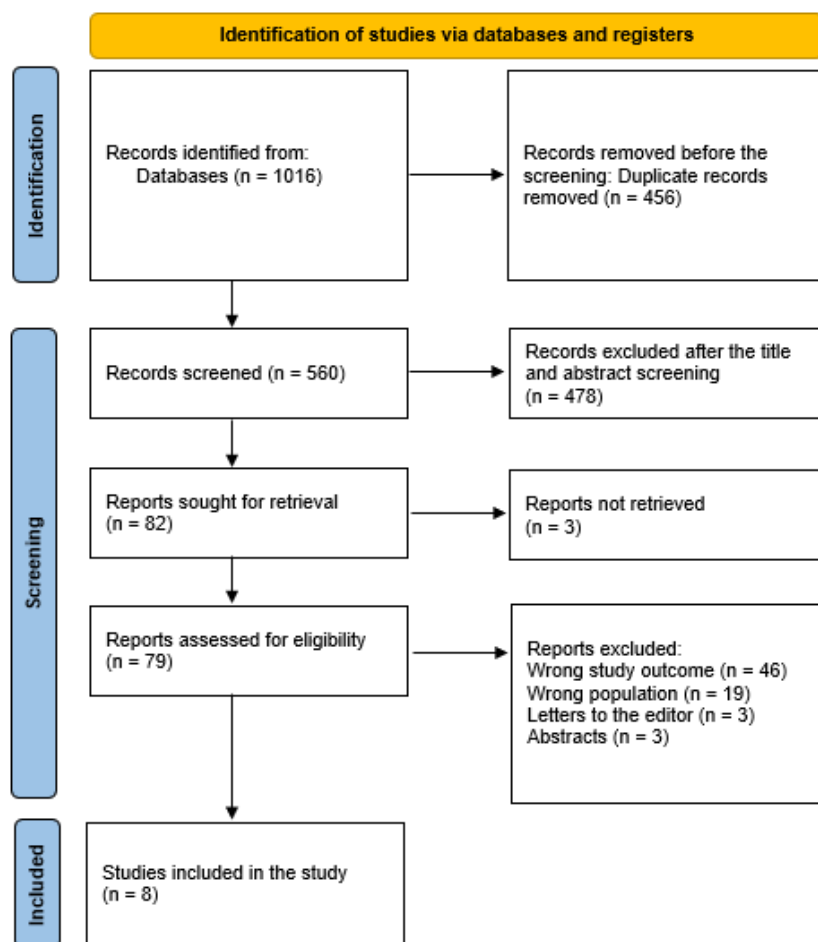 Identification of studies via databases and registers
Identification
Records identified from:
Databases (n = 1016)
Records removed before the
screening: Duplicate records
removed (n = 456)
Screening
Records screened (n = 560)
Records excluded after the title
and abstract screening
(n = 478)
Reports sought for retrieval
(n = 82)
Reports not retrieved
(n = 3)
Reports assessed for eligibility
(n = 79)
Reports excluded:
Wrong study outcome (n = 46)
Wrong population (n = 19)
Letters to the editor (n = 3)
Abstracts (n = 3)
Included
Studies included in the study
(n = 8)